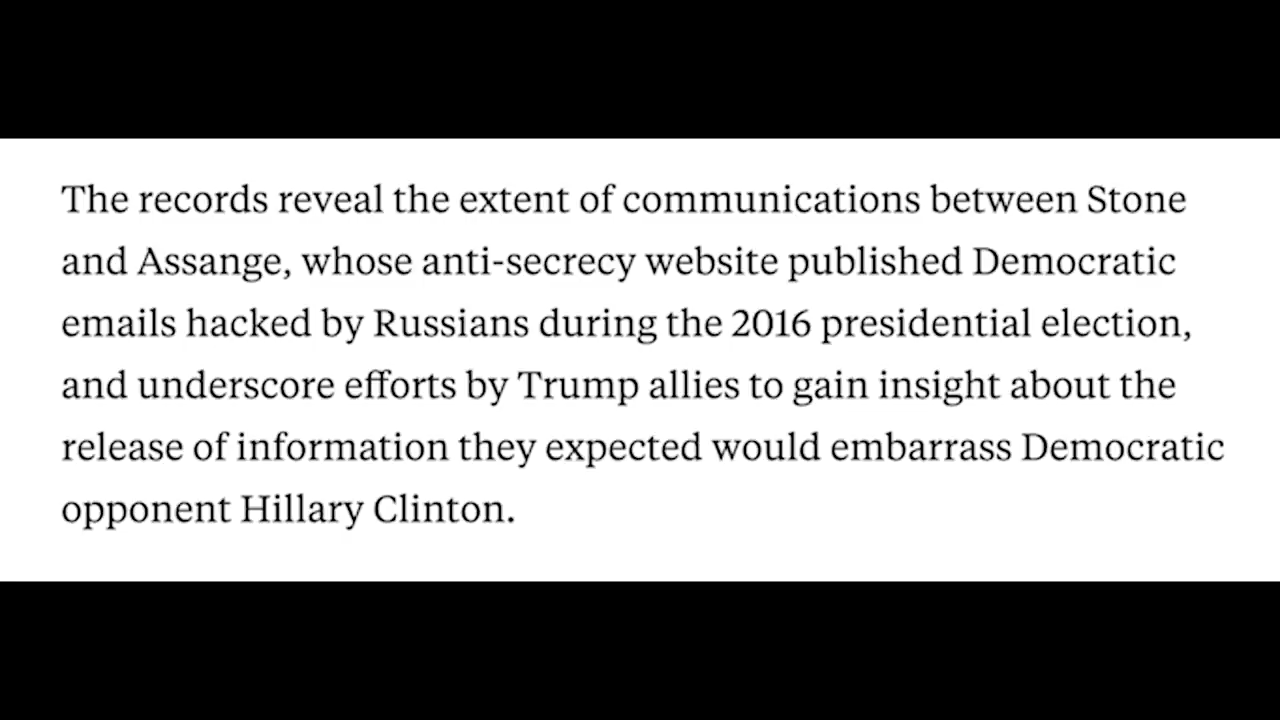 The records reveal the extent of communications between Stone
and Assange, whose anti-secrecy website published Democratic
emails hacked by Russians during the 2016 presidential election,
and underscore efforts by Trump allies to gain insight about the
release of information they expected would embarrass Democratic
opponent Hillary Clinton.